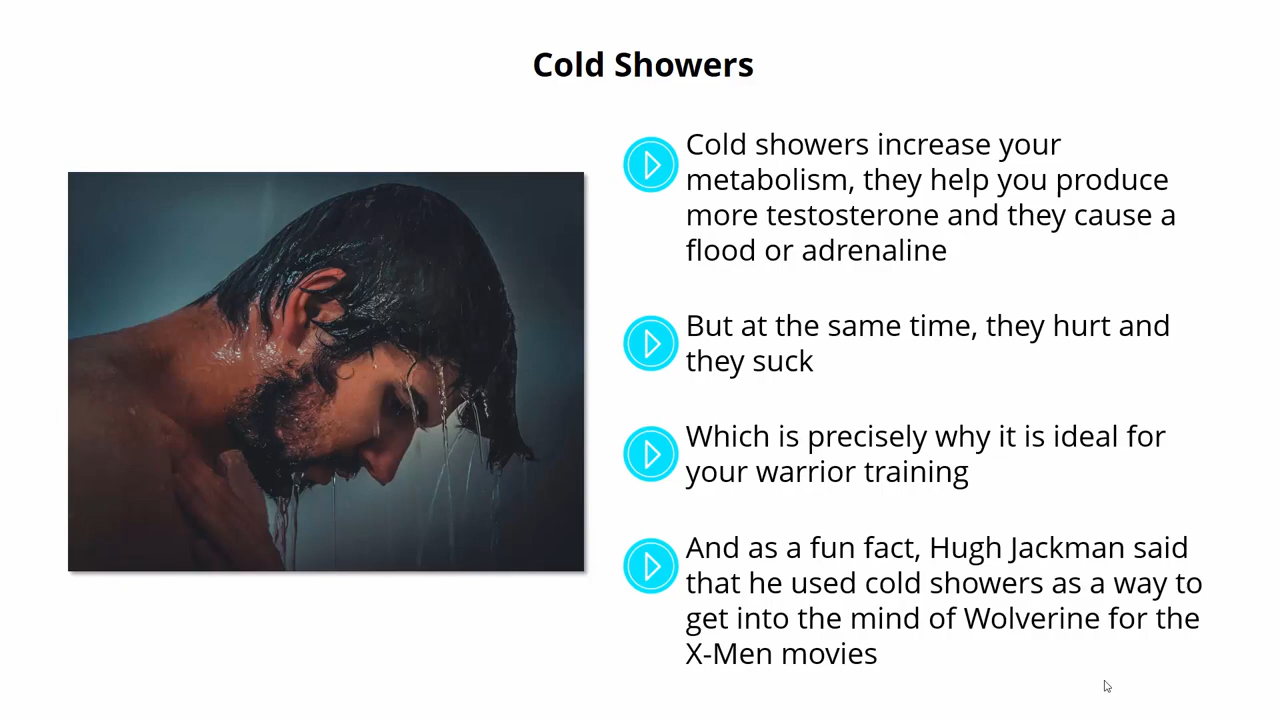 Cold Showers
Cold showers increase your
metabolism, they help you produce
more testosterone and they cause a
flood or adrenaline
But at the same time, they hurt and
they suck
Which is precisely why it is ideal for
your warrior training
And as a fun fact, Hugh Jackman said
that he used cold showers as a way to
get into the mind of Wolverine for the
X-Men movies